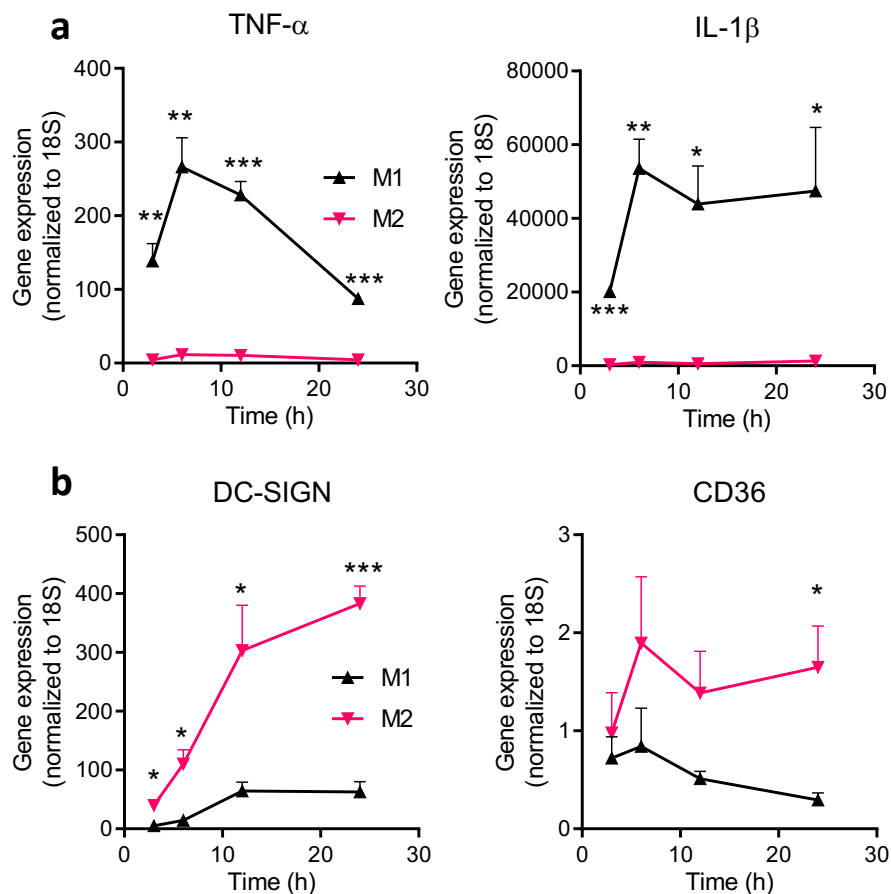 a
TNF-α
Gene expression
(normalized to 18S)
400
300
200
100
0
**
**
***
***
M1
M2
0
10
20
30
Time (h)
IL-1β
Gene expression
(normalized to 18S)
80000
60000
40000
20000
0
***
**
*
*
0
10
20
30
Time (h)
b
DC-SIGN
Gene expression
(normalized to 18S)
500
400
300
200
100
0
*
*
*
***
M1
M2
0
10
20
30
Time (h)
CD36
Gene expression
(normalized to 18S)
3
2
1
0
*
0
10
20
30
Time (h)